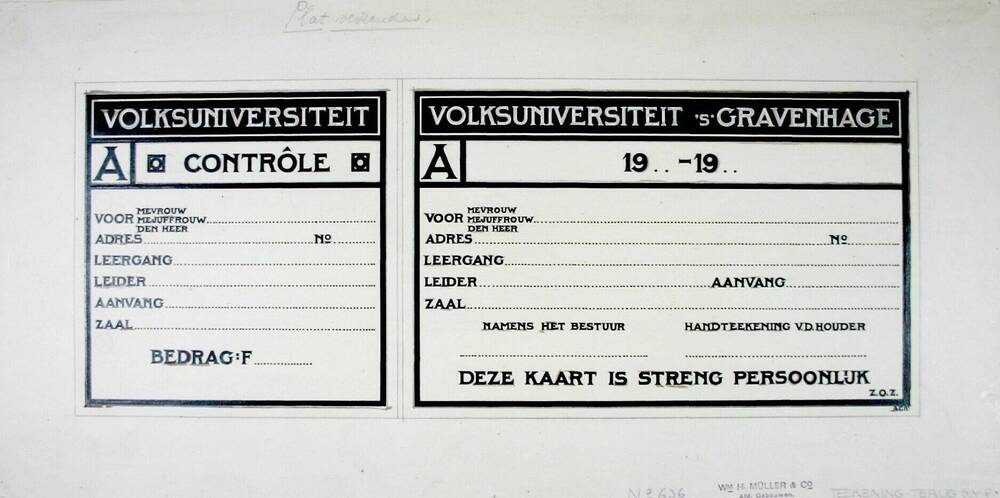 Plat verzenden.
VOLKSUNIVERSITEIT
A CONTRÔLE
VOOR MEVROUW
MEJUFFROUW
DEN HEER
ADRES No
LEERGANG
LEIDER
AANVANG
ZAAL
BEDRAG:F
VOLKSUNIVERSITEIT 's-GRAVENHAGE
A 19..-19..
VOOR MEVROUW
MEJUFFROUW
DEN HEER
ADRES No
LEERGANG
LEIDER AANVANG
ZAAL
NAMENS HET BESTUUR HANDTEEKENING V.D. HOUDER
DEZE KAART IS STRENG PERSOONLIJK
Z.O.Z.
No 636
WM H. MÜLLER & Co
TEEKENING TERUG